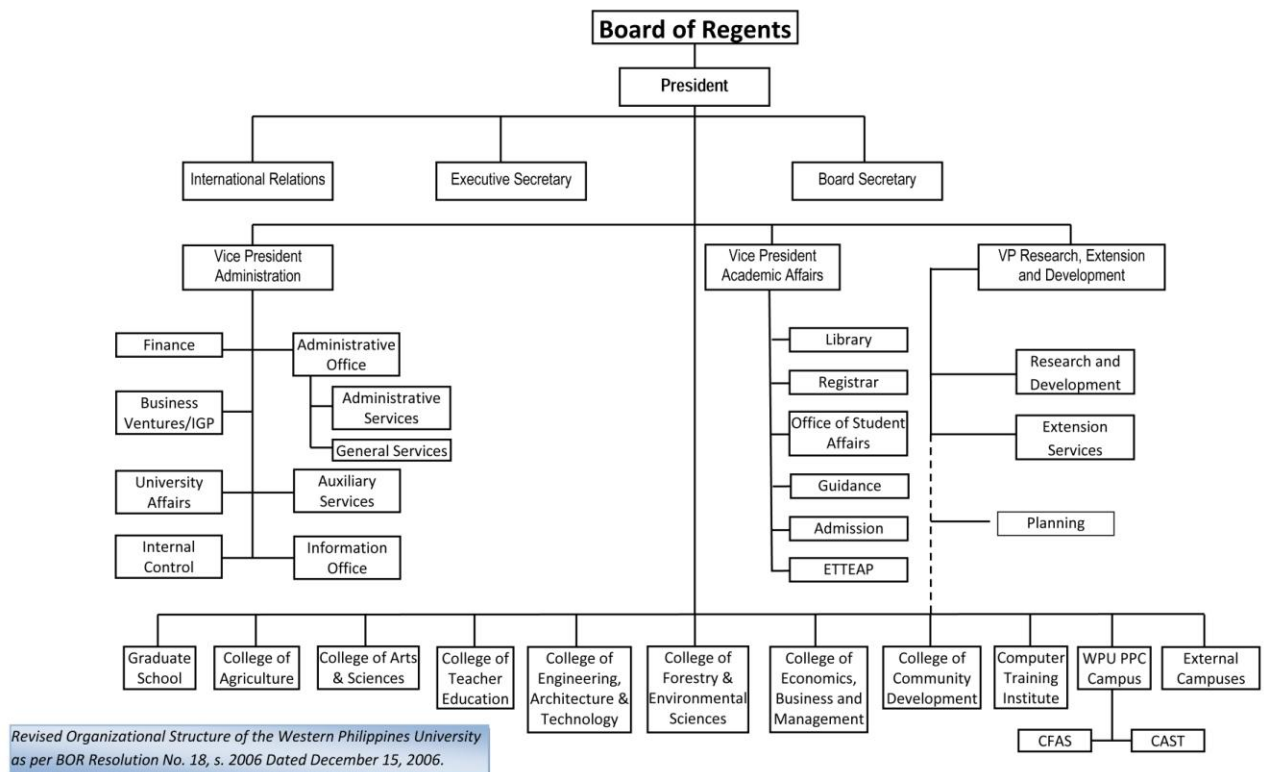 Board of Regents
President
International Relations
Executive Secretary
Board Secretary
Vice President
Administration
Vice President
Academic Affairs
VP Research, Extension
and Development
Finance
Administrative
Office
Business
Ventures/IGP
Administrative
Services
General Services
University
Affairs
Auxiliary
Services
Internal
Control
Information
Office
Library
Registrar
Office of Student
Affairs
Guidance
Admission
ETTEAP
Research and
Development
Extension
Services
Planning
Graduate
School
College of
Agriculture
College of Arts
& Sciences
College of
Teacher
Education
College of
Engineering,
Architecture &
Technology
College of
Forestry &
Environmental
Sciences
College of
Economics,
Business and
Management
College of
Community
Development
Computer
Training
Institute
WPU PPC
Campus
External
Campuses
CFAS
CAST
Revised Organizational Structure of the Western Philippines University
as per BOR Resolution No. 18, s. 2006 Dated December 15, 2006.